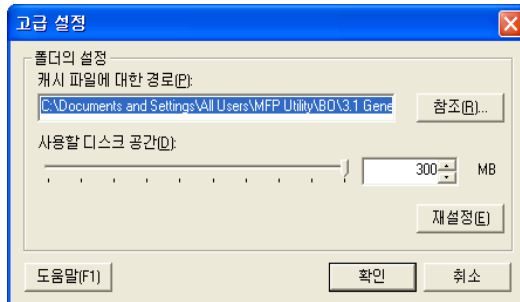 고급 설정
폴더의 설정
캐시 파일에 대한 경로(P):
C:\Documents and Settings\All Users\MFP Utility\BO\3.1 Gene
참조(R)...
사용할 디스크 공간(D):
300 MB
재설정(E)
도움말(F1) 확인 취소